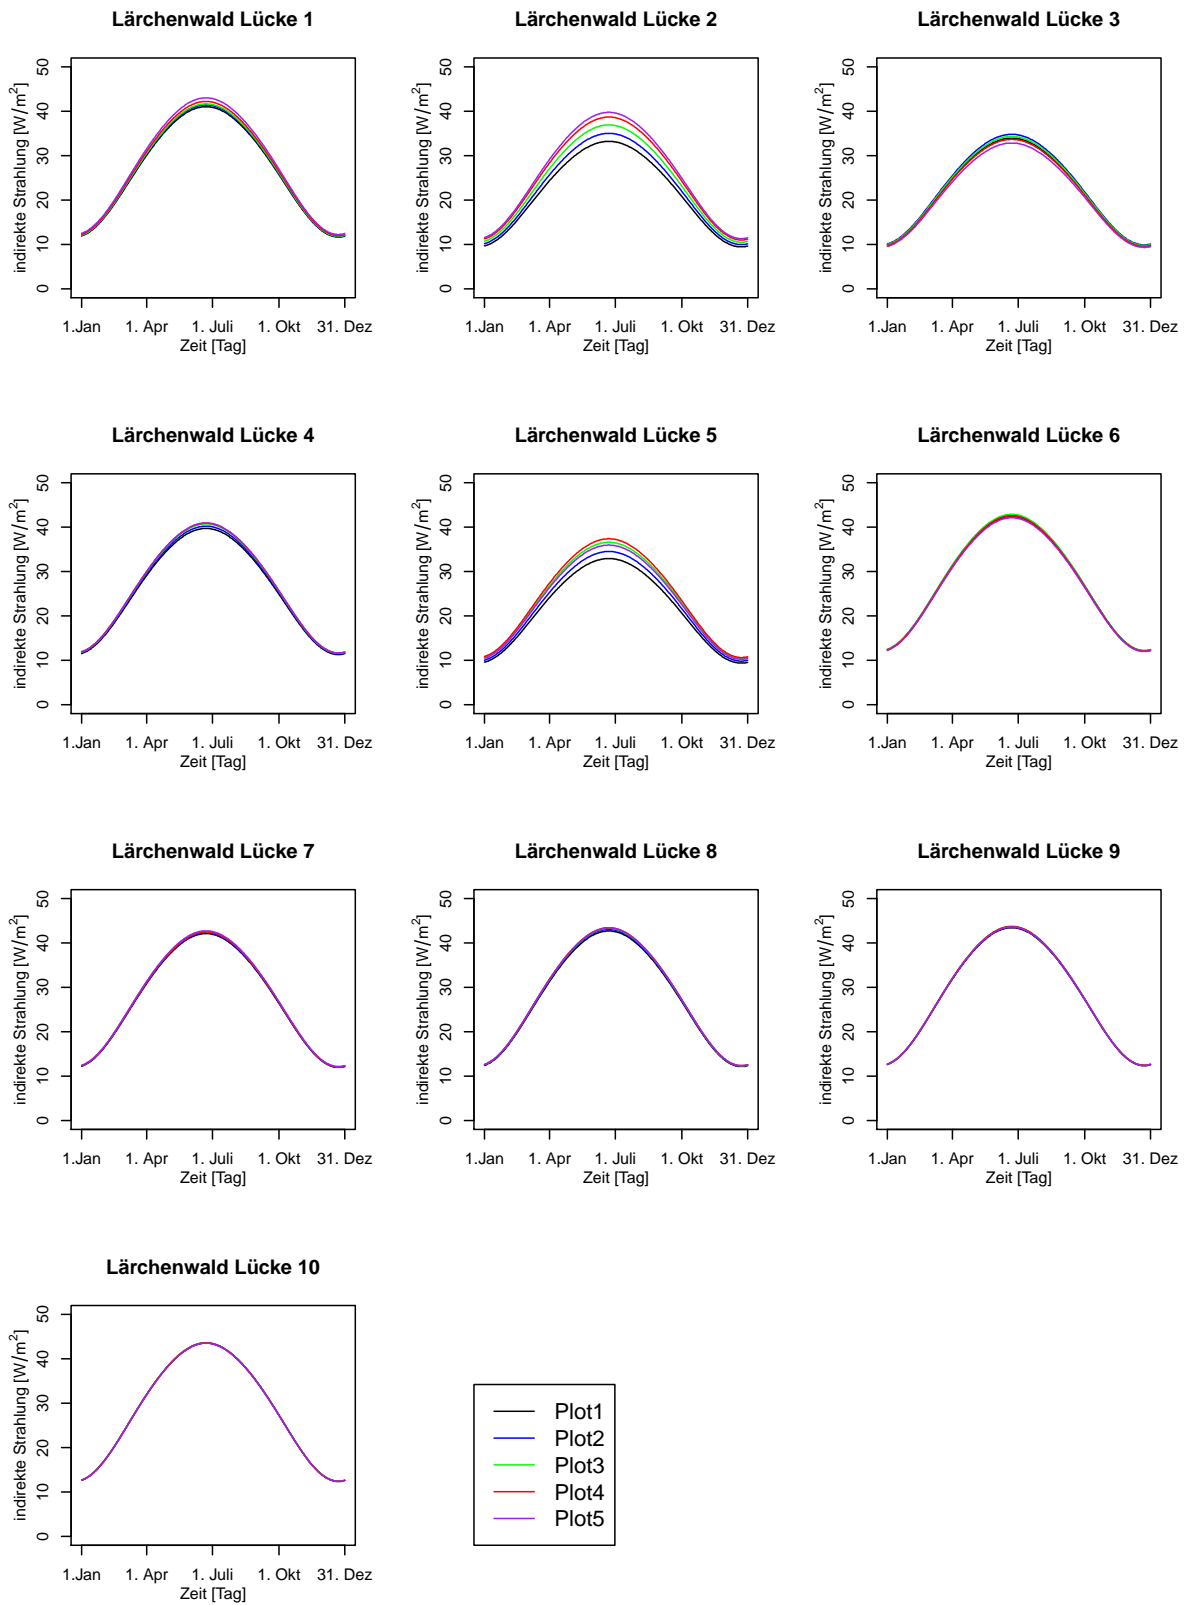 Lärchenwald Lücke 1
indirekte Strahlung [W/m²]
50
40
30
20
10
0
1.Jan 1. Apr 1. Juli 1. Okt 31. Dez
Zeit [Tag]
Lärchenwald Lücke 2
indirekte Strahlung [W/m²]
50
40
30
20
10
0
1.Jan 1. Apr 1. Juli 1. Okt 31. Dez
Zeit [Tag]
Lärchenwald Lücke 3
indirekte Strahlung [W/m²]
50
40
30
20
10
0
1.Jan 1. Apr 1. Juli 1. Okt 31. Dez
Zeit [Tag]
Lärchenwald Lücke 4
indirekte Strahlung [W/m²]
50
40
30
20
10
0
1.Jan 1. Apr 1. Juli 1. Okt 31. Dez
Zeit [Tag]
Lärchenwald Lücke 5
indirekte Strahlung [W/m²]
50
40
30
20
10
0
1.Jan 1. Apr 1. Juli 1. Okt 31. Dez
Zeit [Tag]
Lärchenwald Lücke 6
indirekte Strahlung [W/m²]
50
40
30
20
10
0
1.Jan 1. Apr 1. Juli 1. Okt 31. Dez
Zeit [Tag]
Lärchenwald Lücke 7
indirekte Strahlung [W/m²]
50
40
30
20
10
0
1.Jan 1. Apr 1. Juli 1. Okt 31. Dez
Zeit [Tag]
Lärchenwald Lücke 8
indirekte Strahlung [W/m²]
50
40
30
20
10
0
1.Jan 1. Apr 1. Juli 1. Okt 31. Dez
Zeit [Tag]
Lärchenwald Lücke 9
indirekte Strahlung [W/m²]
50
40
30
20
10
0
1.Jan 1. Apr 1. Juli 1. Okt 31. Dez
Zeit [Tag]
Lärchenwald Lücke 10
indirekte Strahlung [W/m²]
50
40
30
20
10
0
1.Jan 1. Apr 1. Juli 1. Okt 31. Dez
Zeit [Tag]
Plot1
Plot2
Plot3
Plot4
Plot5